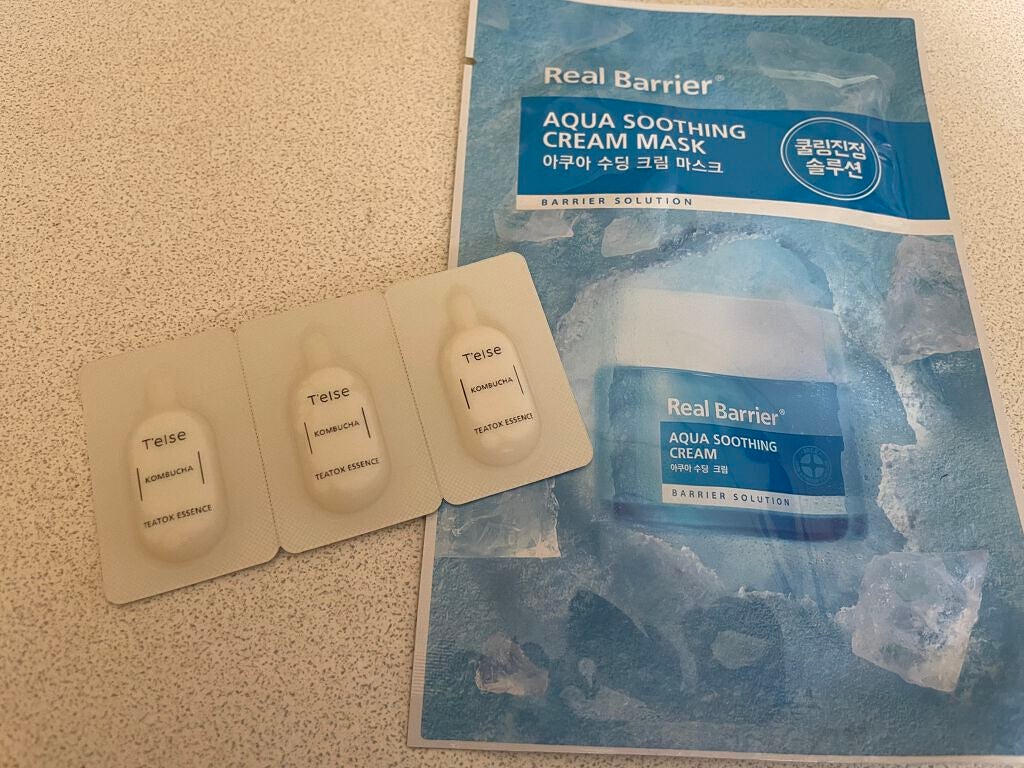 Real Barrier®
AQUA SOOTHING
CREAM MASK
아쿠아 수딩 크림 마스크
쿨링진정
솔루션
BARRIER SOLUTION
Real Barrier®
AQUA SOOTHING
CREAM
아쿠아 수딩 크림
BARRIER SOLUTION
T'else
KOMBUCHA
TEATOX ESSENCE
T'else
KOMBUCHA
TEATOX ESSENCE
T'else
KOMBUCHA
TEATOX ESSENCE